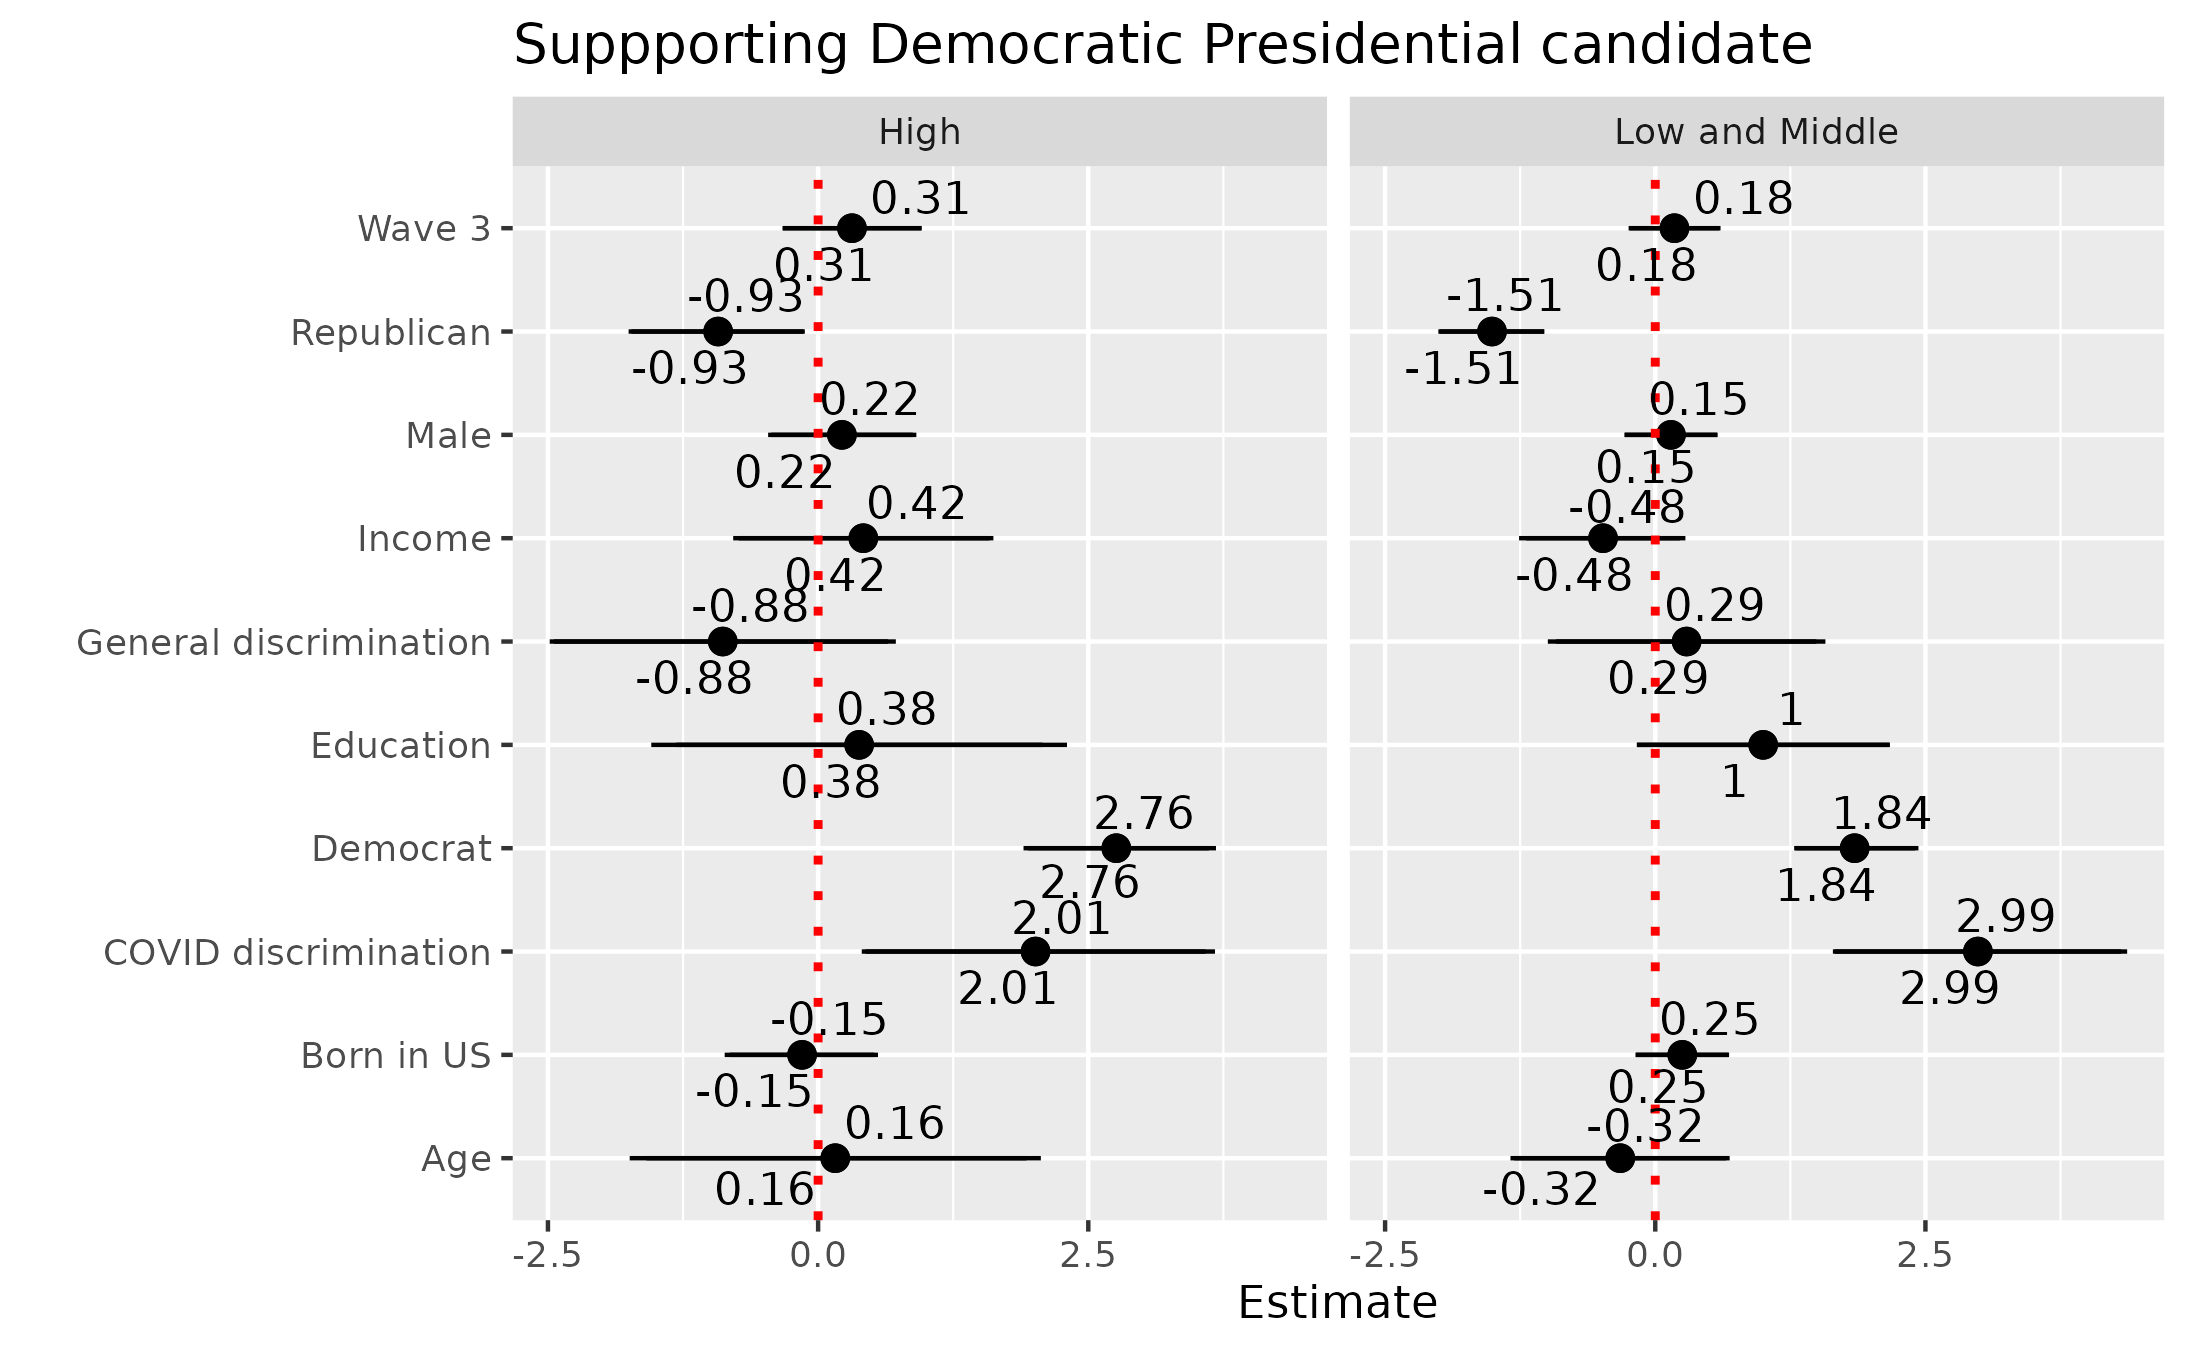 Suppporting Democratic Presidential candidate
High
Low and Middle
Wave 3
0.31
0.31
0.18
0.18
Republican
-0.93
-0.93
-1.51
-1.51
Male
0.22
0.22
0.15
0.15
Income
0.42
0.42
-0.48
-0.48
General discrimination
-0.88
-0.88
0.29
0.29
Education
0.38
0.38
1
1
Democrat
2.76
2.76
1.84
1.84
COVID discrimination
2.01
2.01
2.99
2.99
Born in US
-0.15
-0.15
0.25
0.25
Age
0.16
0.16
-0.32
-0.32
-2.5 0.0 2.5
-2.5 0.0 2.5
Estimate